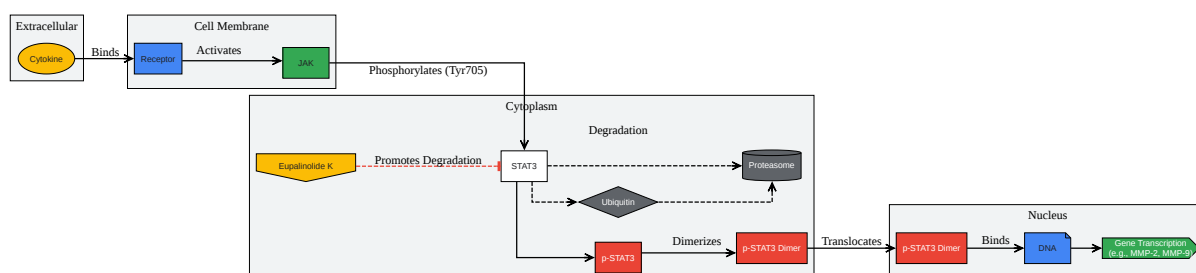 Extracellular
Cell Membrane
Cytokine
Binds
Receptor
Activates
JAK
Phosphorylates (Tyr705)
Cytoplasm
Degradation
Eupalinolide K
Promotes Degradation
STAT3
Proteasome
Ubiquitin
p-STAT3
Dimerizes
p-STAT3 Dimer
Translocates
Nucleus
p-STAT3 Dimer
Binds
DNA
Gene Transcription
(e.g., MMP-2, MMP-9)